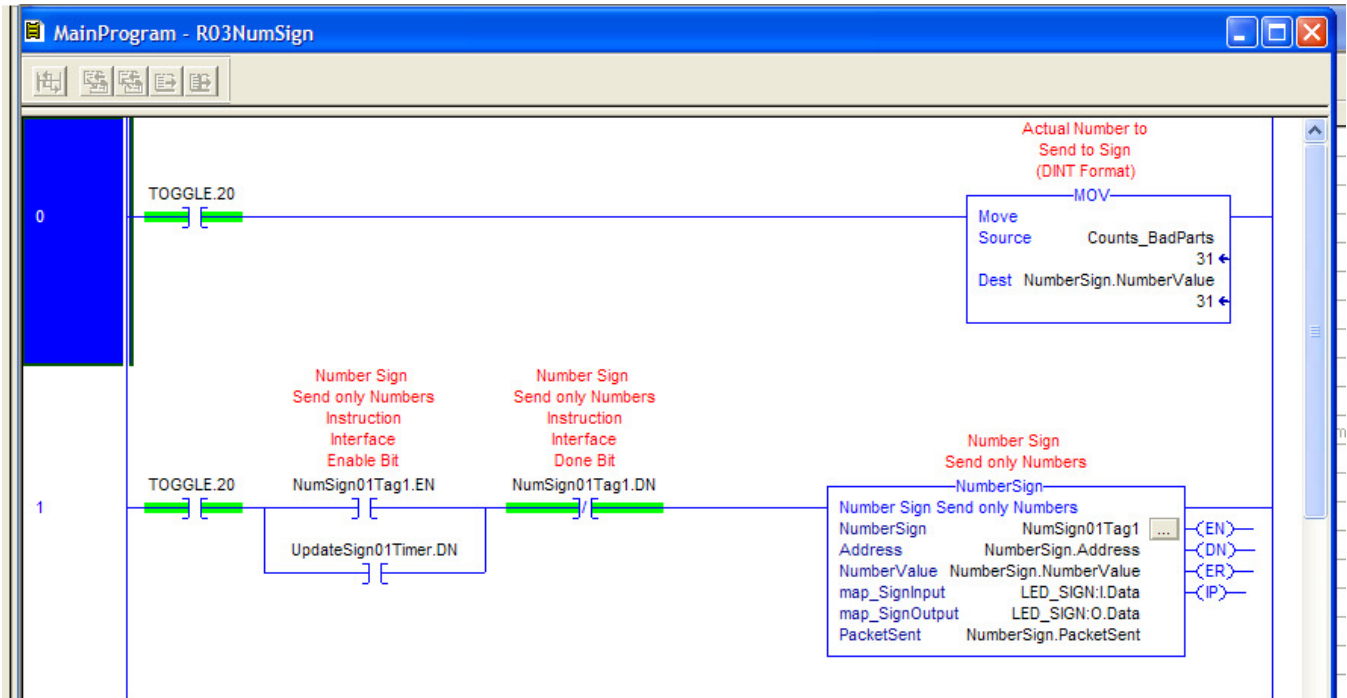 MainProgram - R03NumSign
Actual Number to
Send to Sign
(DINT Format)
TOGGLE.20
MOV
0
Move
Source Counts_BadParts
31
Dest NumberSign.NumberValue
31
Number Sign
Send only Numbers
Instruction
Interface
Enable Bit
Number Sign
Send only Numbers
Instruction
Interface
Done Bit
Number Sign
Send only Numbers
TOGGLE.20
NumSign01Tag1.EN
NumSign01Tag1.DN
NumberSign
1
UpdateSign01Timer.DN
Number Sign Send only Numbers
NumberSign NumSign01Tag1 ...
Address NumberSign.Address
NumberValue NumberSign.NumberValue
map_SignInput LED_SIGN:I.Data
map_SignOutput LED_SIGN:O.Data
PacketSent NumberSign.PacketSent
EN
DN
ER
IP